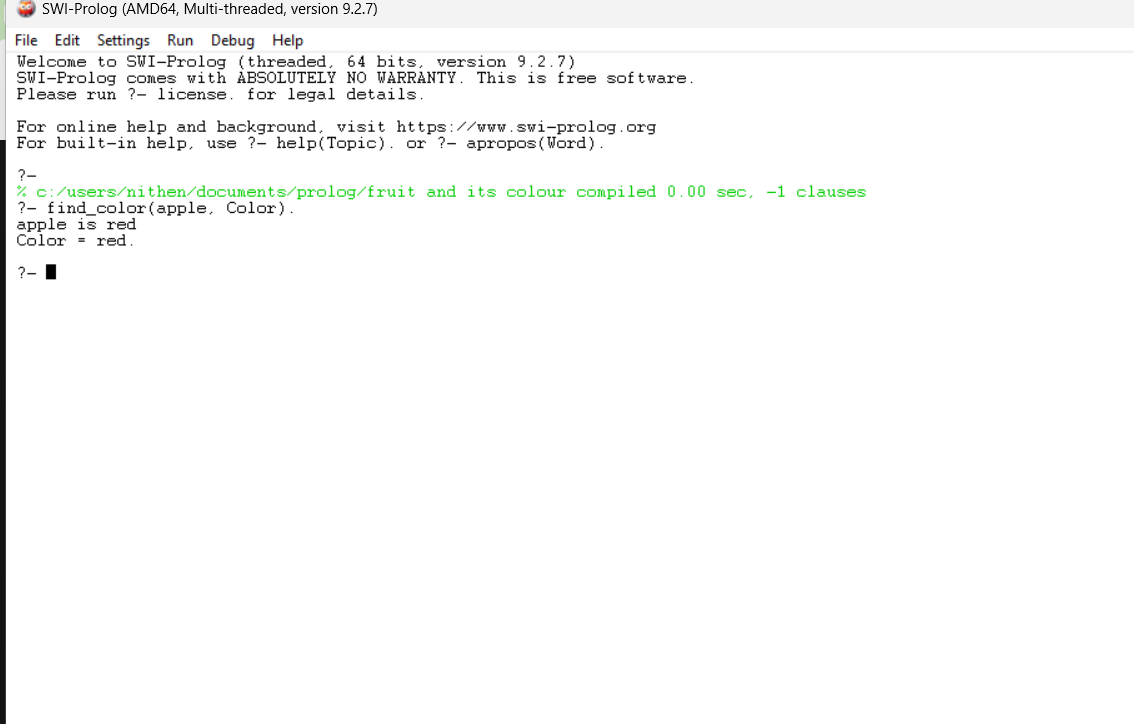 SWI-Prolog (AMD64, Multi-threaded, version 9.2.7)
File Edit Settings Run Debug Help
Welcome to SWI-Prolog (threaded, 64 bits, version 9.2.7)
SWI-Prolog comes with ABSOLUTELY NO WARRANTY. This is free software.
Please run ?- license. for legal details.
For online help and background, visit https://www.swi-prolog.org
For built-in help, use ?- help(Topic). or ?- apropos(Word).
?-
% c:/users/nithen/documents/prolog/fruit and its colour compiled 0.00 sec, -1 clauses
?- find_color(apple, Color).
apple is red
Color = red.
?-